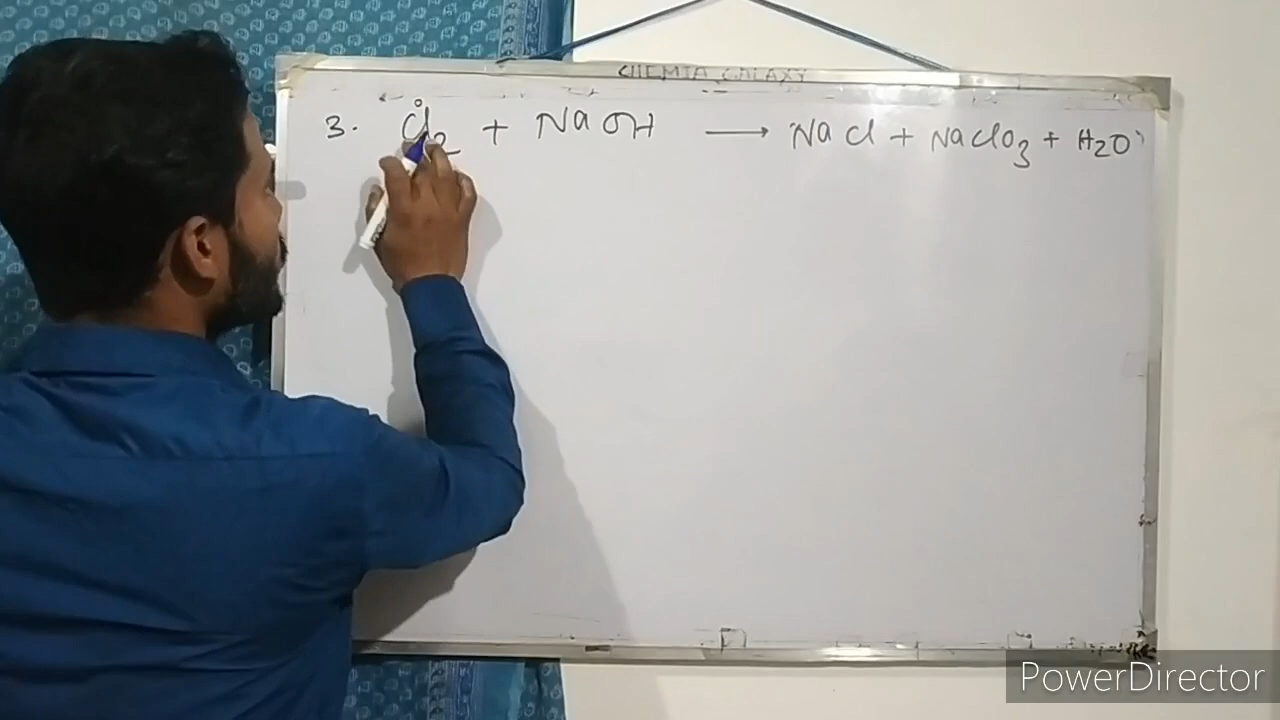 CHEMIA GALAXY
3. Cl₂ + NaOH ⟶ NaCl + NaClO₃ + H₂O
PowerDirector